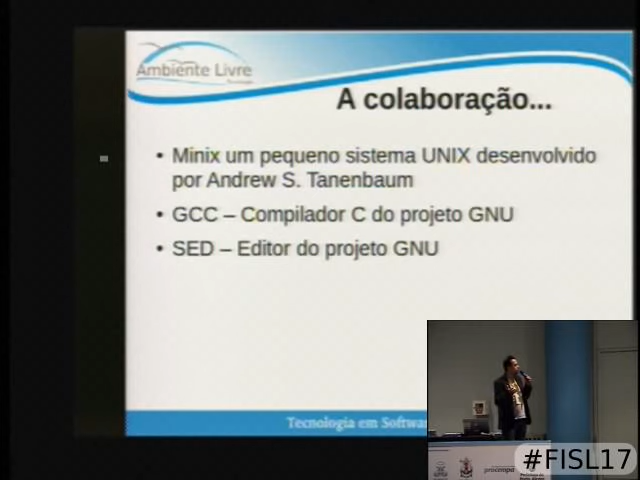 Ambiente Livre
A colaboração...
• Minix um pequeno sistema UNIX desenvolvido
por Andrew S. Tanenbaum
• GCC – Compilador C do projeto GNU
• SED – Editor do projeto GNU
Tecnologia em Softwar
procempa
#FISL17